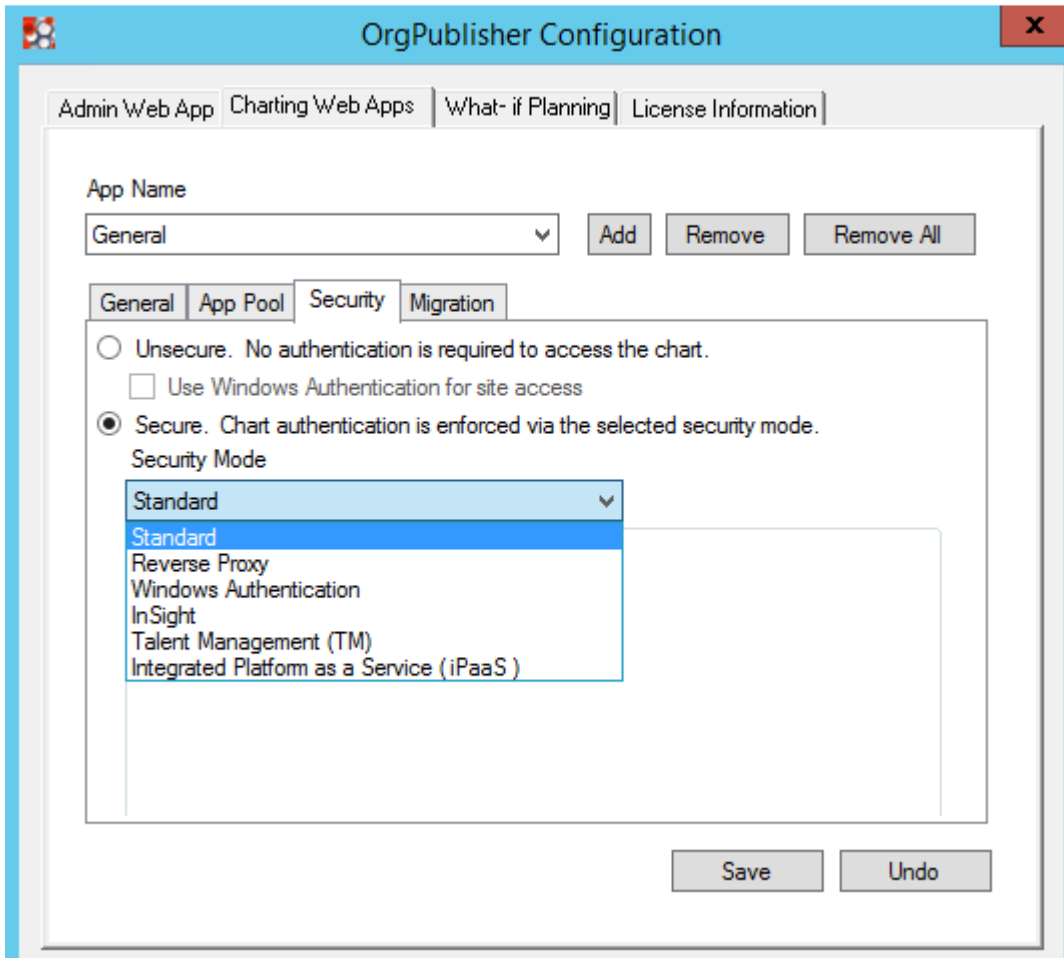 OrgPublisher Configuration
x
Admin Web App Charting Web Apps What- if Planning License Information
App Name
General Add Remove Remove All
General App Pool Security Migration
Unsecure. No authentication is required to access the chart.
Use Windows Authentication for site access
Secure. Chart authentication is enforced via the selected security mode.
Security Mode
Standard
Standard
Reverse Proxy
Windows Authentication
InSight
Talent Management (TM)
Integrated Platform as a Service ( iPaaS )
Save Undo